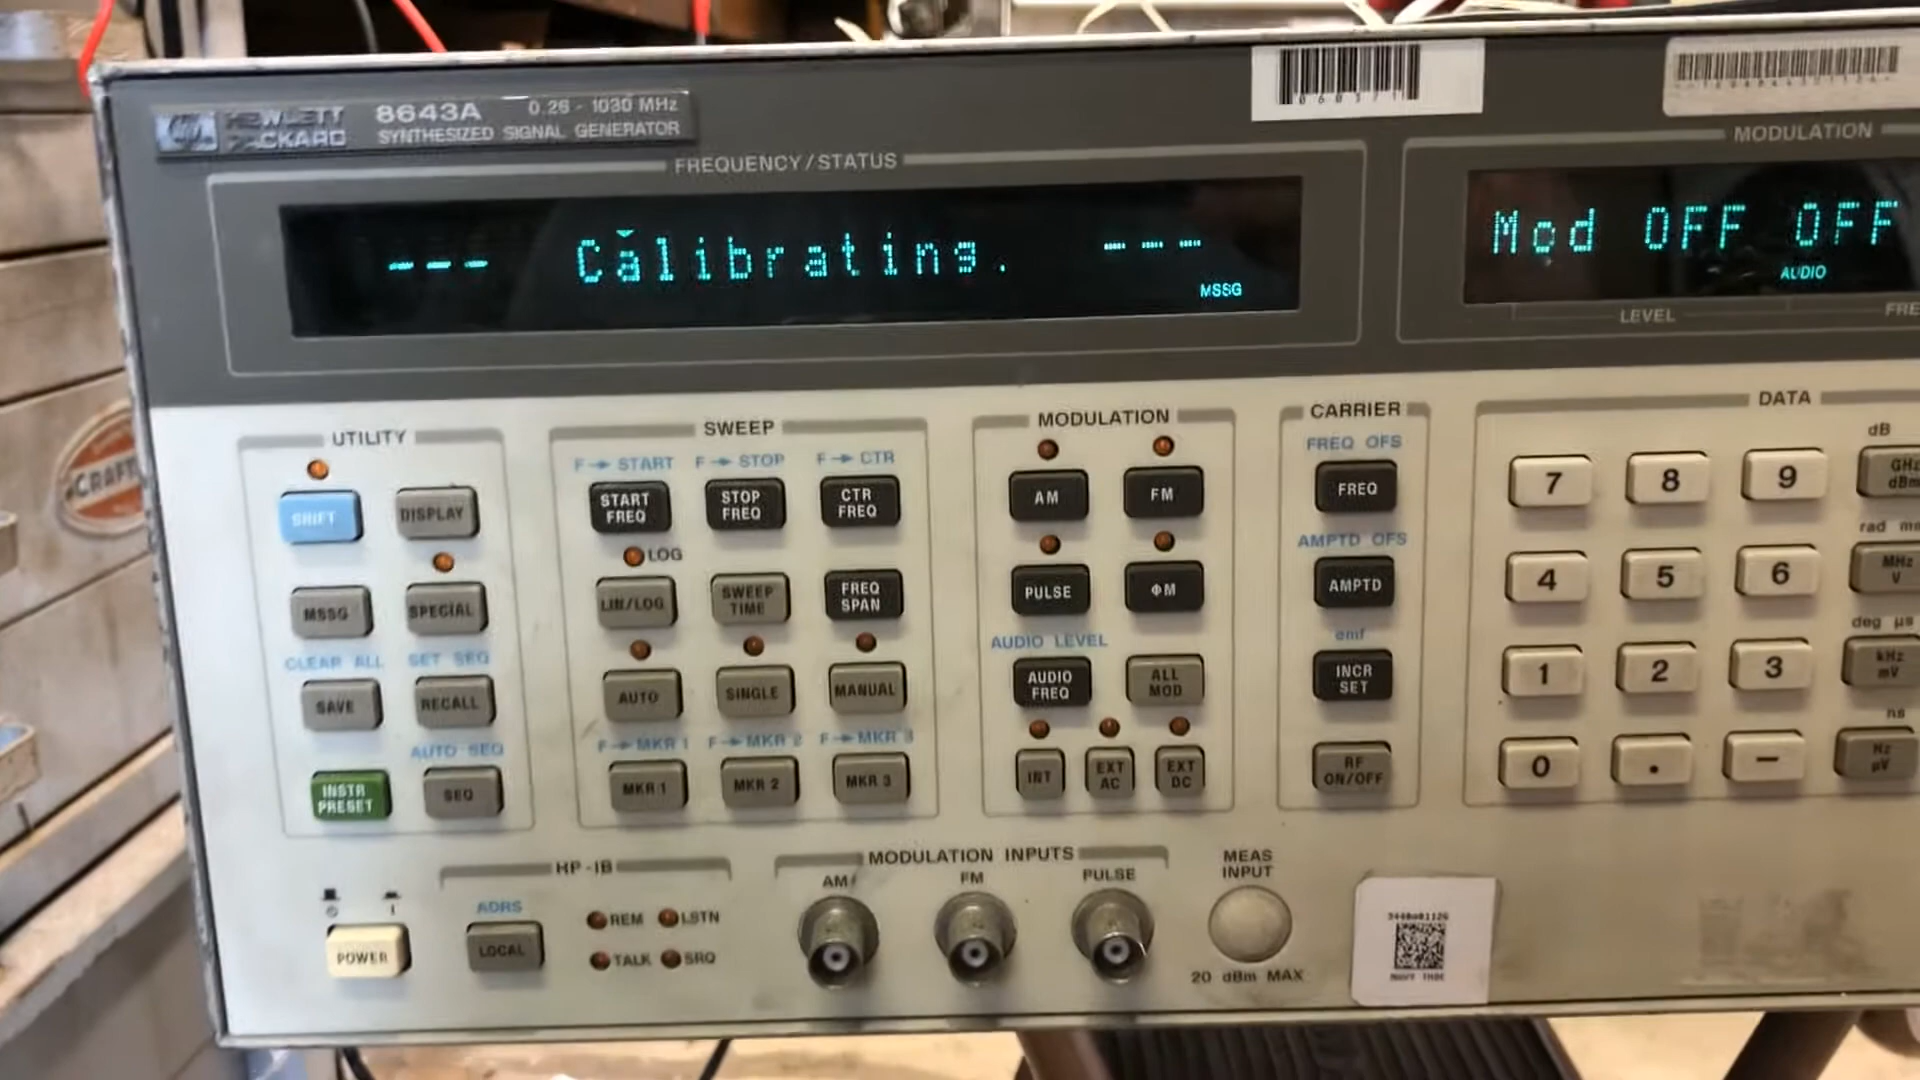 HEWLETT PACKARD
8643A 0.26 - 1030 MHz
SYNTHESIZED SIGNAL GENERATOR
060371
FREQUENCY/STATUS
MODULATION
--- Calibrating. ---
MSSG
Mod OFF OFF
AUDIO
LEVEL
FRE
UTILITY
SHIFT
DISPLAY
MSSG
SPECIAL
CLEAR ALL
SET SEQ
SAVE
RECALL
AUTO SEQ
INSTR PRESET
SEQ
SWEEP
F→START F→STOP F→CTR
START FREQ
STOP FREQ
CTR FREQ
LOG
LIN/LOG
SWEEP TIME
FREQ SPAN
AUTO
SINGLE
MANUAL
F→MKR 1 F→MKR 2 F→MKR 3
MKR 1
MKR 2
MKR 3
MODULATION
AM
FM
PULSE
ΦM
AUDIO LEVEL
AUDIO FREQ
ALL MOD
INT
EXT AC
EXT DC
CARRIER
FREQ OFS
FREQ
AMPTD OFS
AMPTD
emf
INCR SET
RF ON/OFF
DATA
dB
7 8 9
GHz dBm
rad ms
4 5 6
MHz V
deg µs
1 2 3
kHz mV
ns
0 . −
Hz µV
POWER
HP-IB
ADRS
LOCAL
REM LSTN
TALK SRQ
MODULATION INPUTS
AM FM PULSE
MEAS INPUT
20 dBm MAX
CRAFT